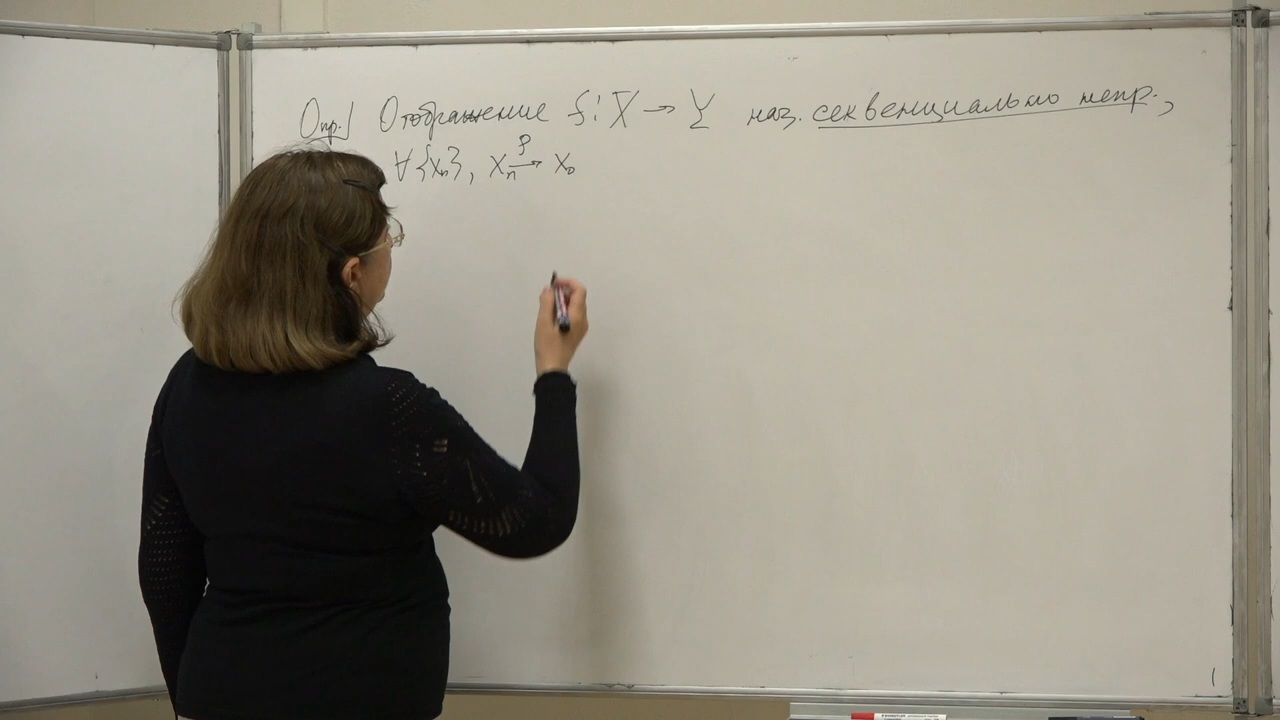 Опр.] Отображение f: X → Y наз. секвенциально непр.,
∀{xₙ}, xₙ →^ρ x₀